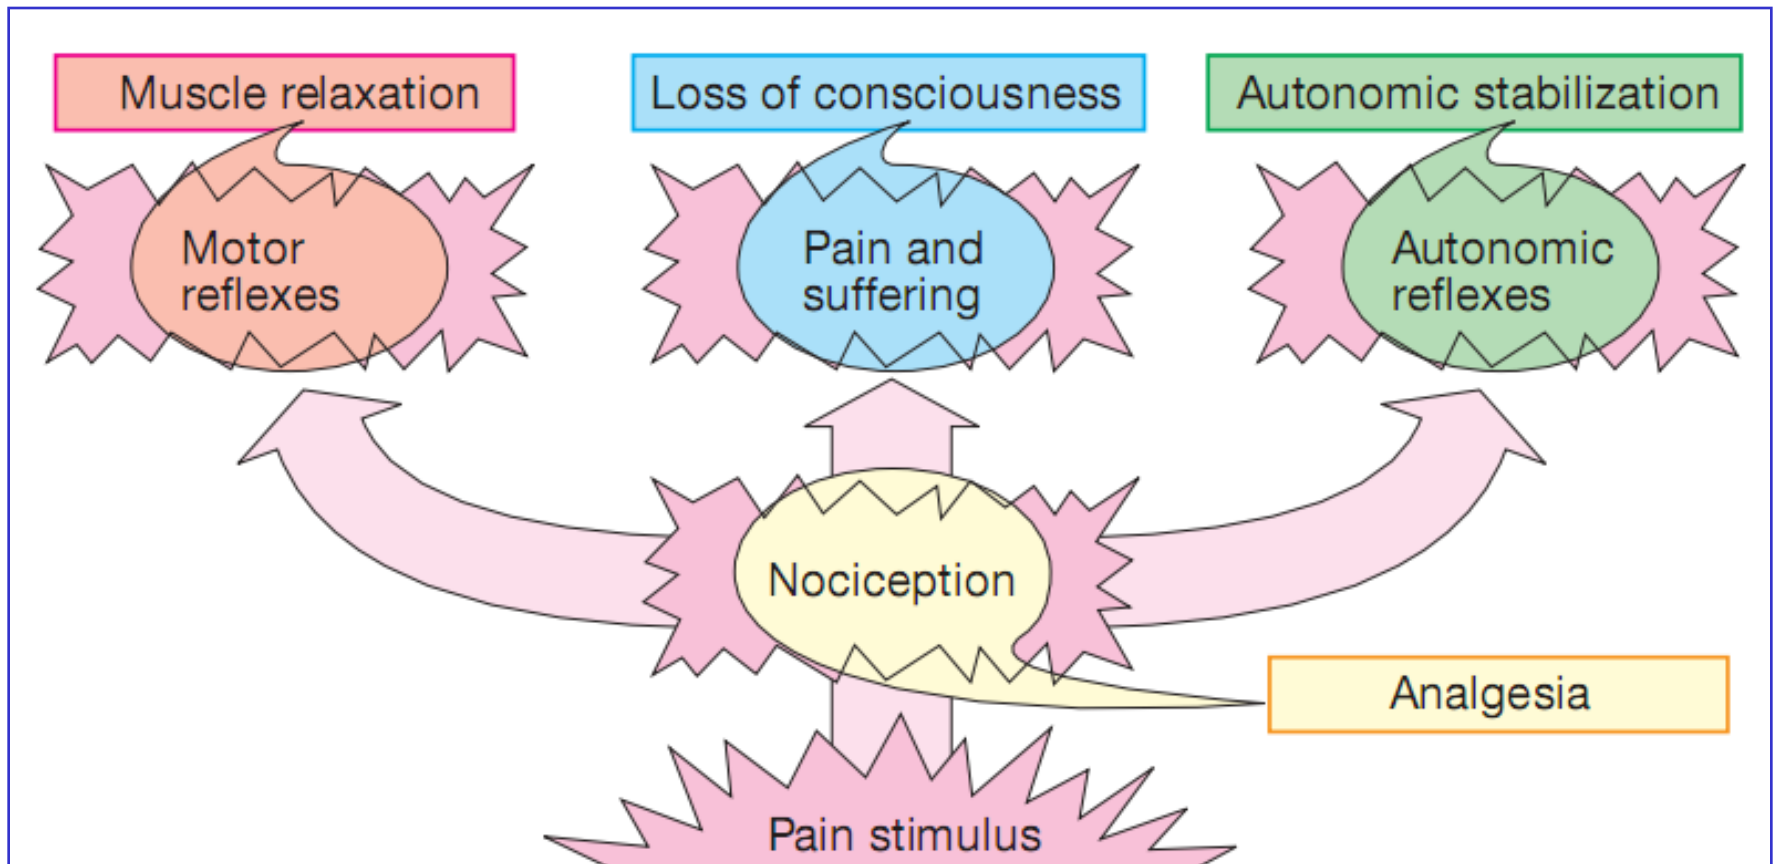 Muscle relaxation
Loss of consciousness
Autonomic stabilization
Motor
reflexes
Pain and
suffering
Autonomic
reflexes
Nociception
Analgesia
Pain stimulus